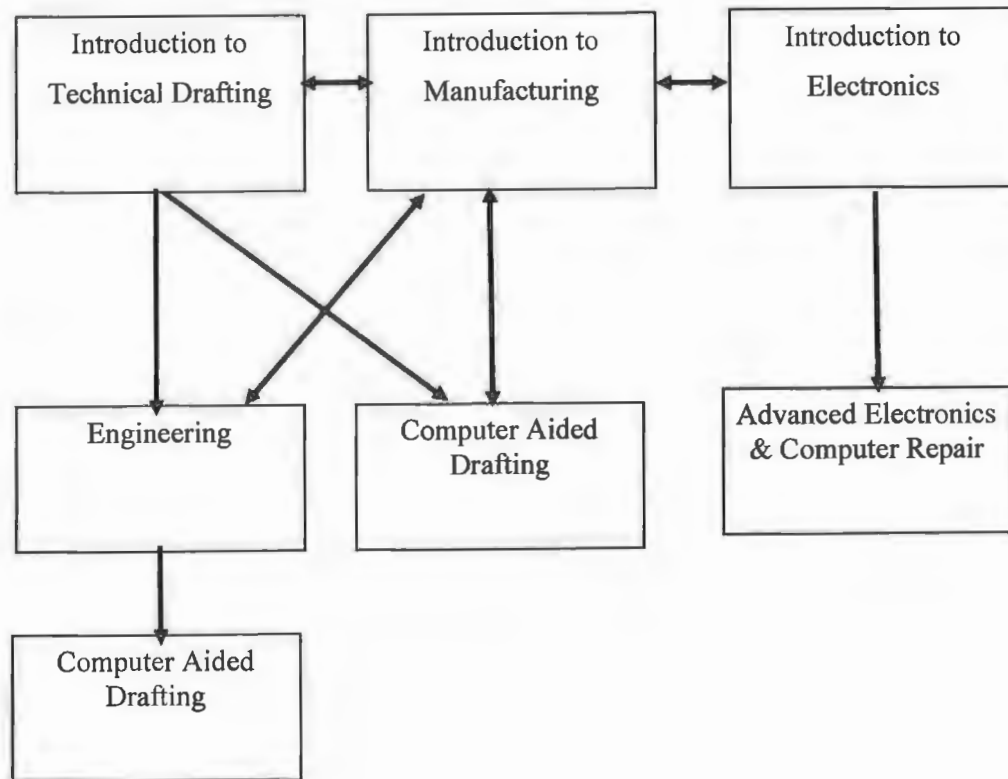 Introduction to
Technical Drafting
Introduction to
Manufacturing
Introduction to
Electronics
Engineering
Computer Aided
Drafting
Advanced Electronics
& Computer Repair
Computer Aided
Drafting